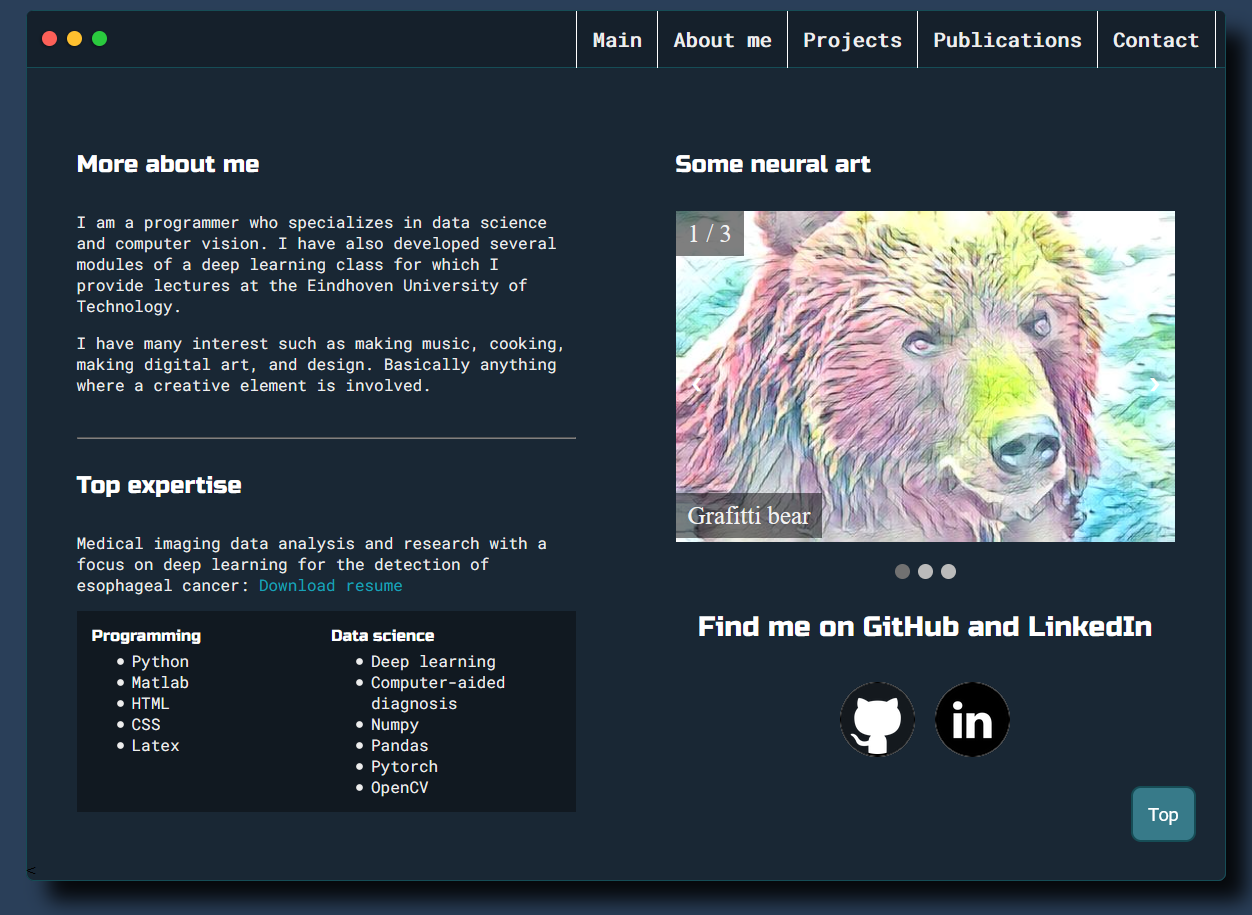 Main About me Projects Publications Contact
More about me
I am a programmer who specializes in data science
and computer vision. I have also developed several
modules of a deep learning class for which I
provide lectures at the Eindhoven University of
Technology.
I have many interest such as making music, cooking,
making digital art, and design. Basically anything
where a creative element is involved.
Top expertise
Medical imaging data analysis and research with a
focus on deep learning for the detection of
esophageal cancer: Download resume
Programming
• Python
• Matlab
• HTML
• CSS
• Latex
Data science
• Deep learning
• Computer-aided
diagnosis
• Numpy
• Pandas
• Pytorch
• OpenCV
Some neural art
1 / 3
Grafitti bear
Find me on GitHub and LinkedIn
in
Top
<